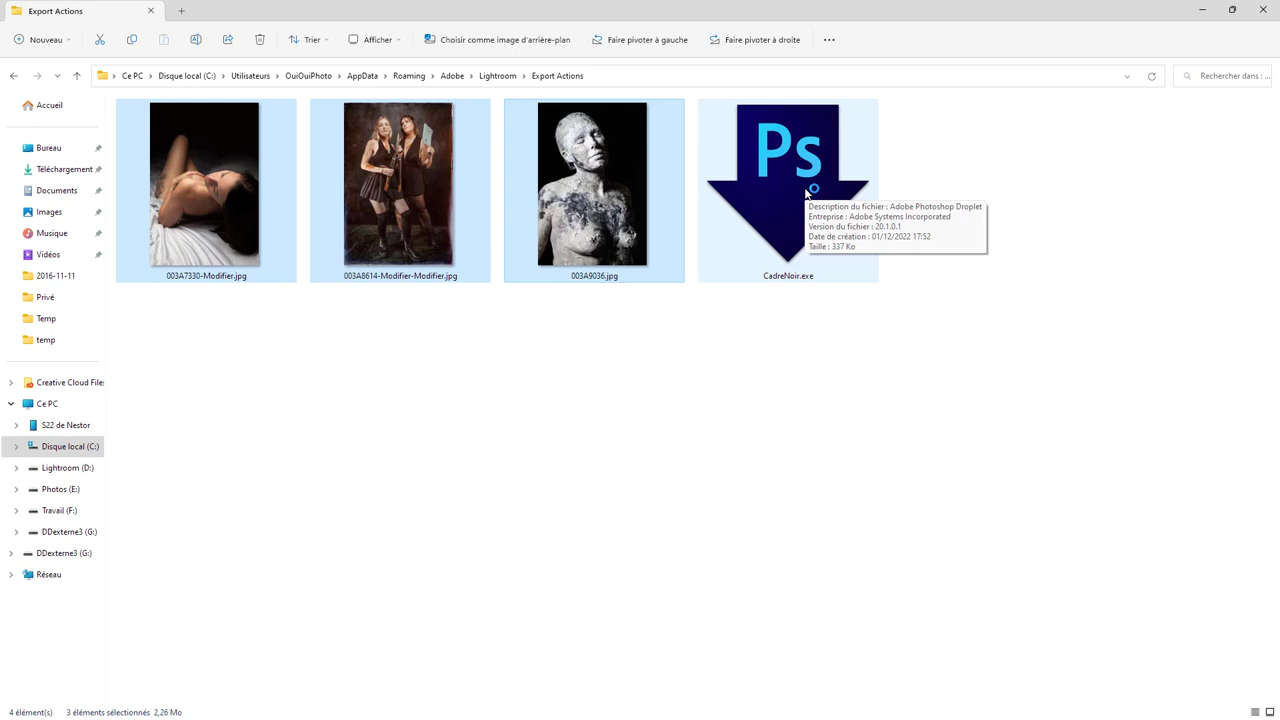 Export Actions
Nouveau
Trier
Afficher
Choisir comme image d'arrière-plan
Faire pivoter à gauche
Faire pivoter à droite
Ce PC > Disque local (C:) > Utilisateurs > OuiOuiPhoto > AppData > Roaming > Adobe > Lightroom > Export Actions
Rechercher dans : ...
Accueil
Bureau
Téléchargement
Documents
Images
Musique
Vidéos
2016-11-11
Privé
Temp
temp
Creative Cloud Files
Ce PC
S22 de Nestor
Disque local (C:)
Lightroom (D:)
Photos (E:)
Travail (F:)
DDexterne3 (G:)
DDexterne3 (G:)
Réseau
003A7330-Modifier.jpg
003A8614-Modifier-Modifier.jpg
003A9036.jpg
Ps
CadreNoir.exe
Description du fichier : Adobe Photoshop Droplet
Entreprise : Adobe Systems Incorporated
Version du fichier : 20.1.0.1
Date de création : 01/12/2022 17:52
Taille : 337 Ko
4 élément(s)
3 éléments sélectionnés 2,26 Mo